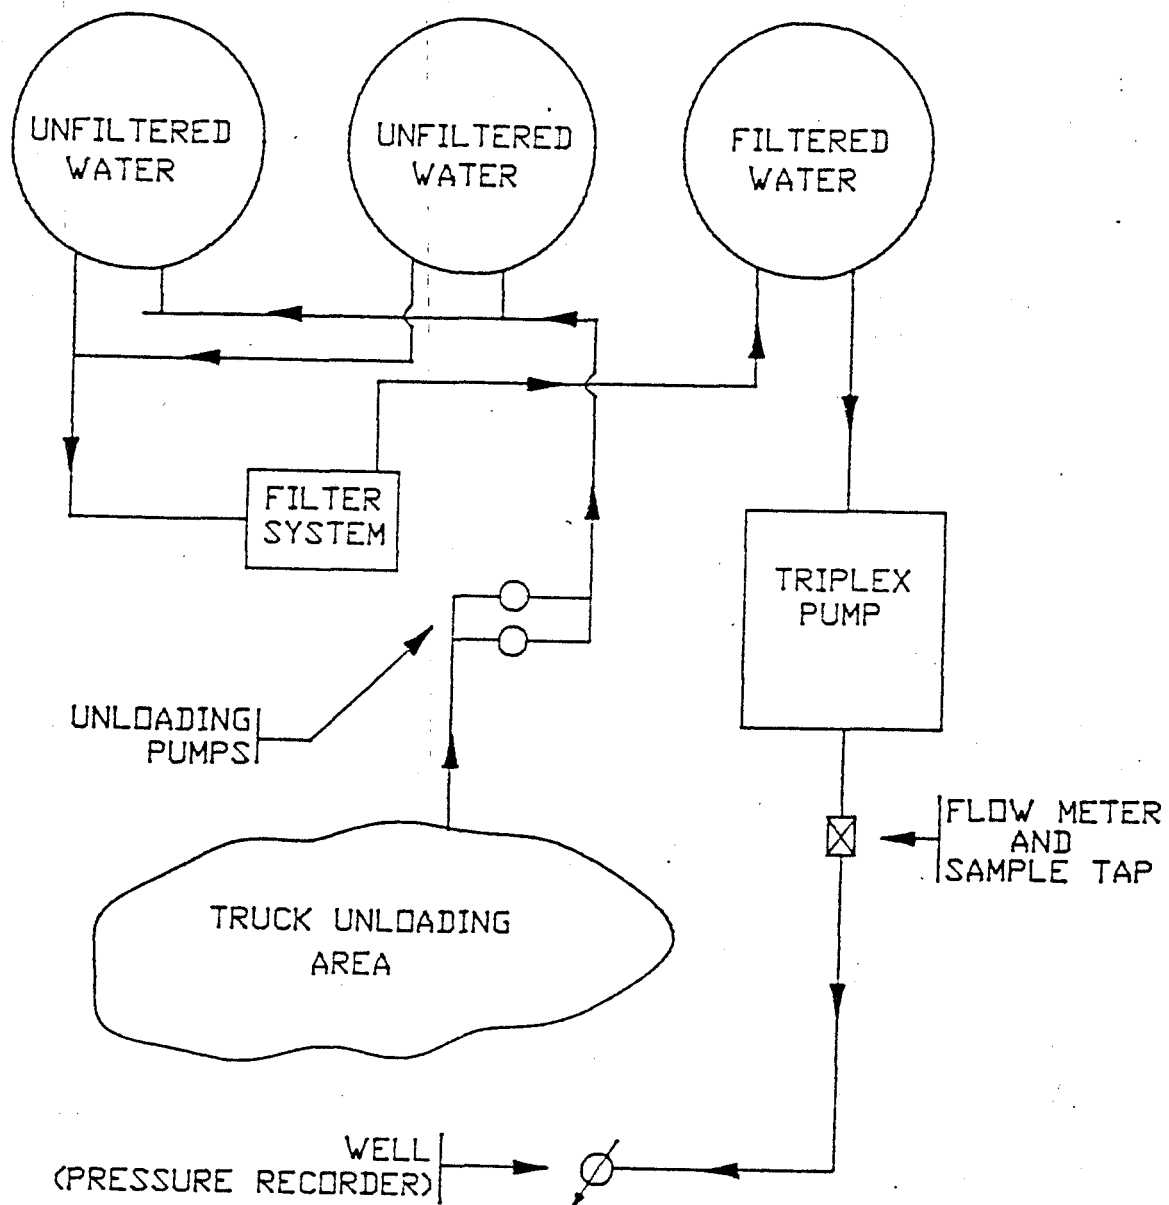 UNFILTERED
WATER
UNFILTERED
WATER
FILTERED
WATER
FILTER
SYSTEM
TRIPLEX
PUMP
UNLOADING
PUMPS
FLOW METER
AND
SAMPLE TAP
TRUCK UNLOADING
AREA
WELL
(PRESSURE RECORDER)